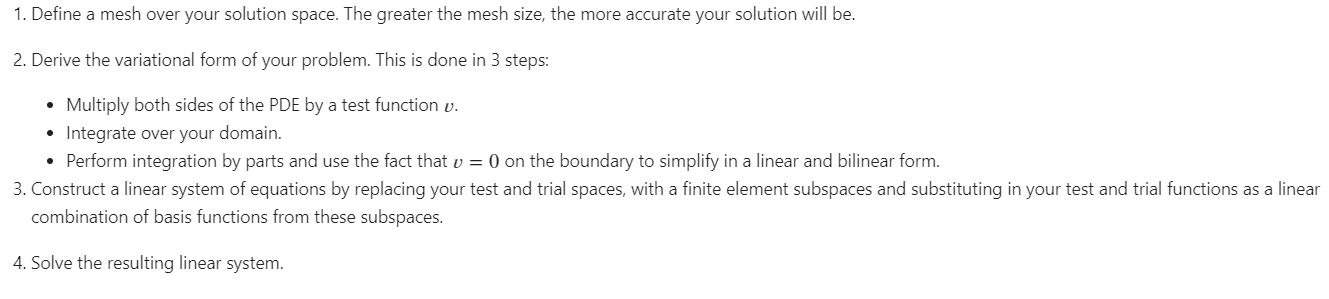 1. Define a mesh over your solution space. The greater the mesh size, the more accurate your solution will be.
2. Derive the variational form of your problem. This is done in 3 steps:
• Multiply both sides of the PDE by a test function v.
• Integrate over your domain.
• Perform integration by parts and use the fact that v = 0 on the boundary to simplify in a linear and bilinear form.
3. Construct a linear system of equations by replacing your test and trial spaces, with a finite element subspaces and substituting in your test and trial functions as a linear
combination of basis functions from these subspaces.
4. Solve the resulting linear system.